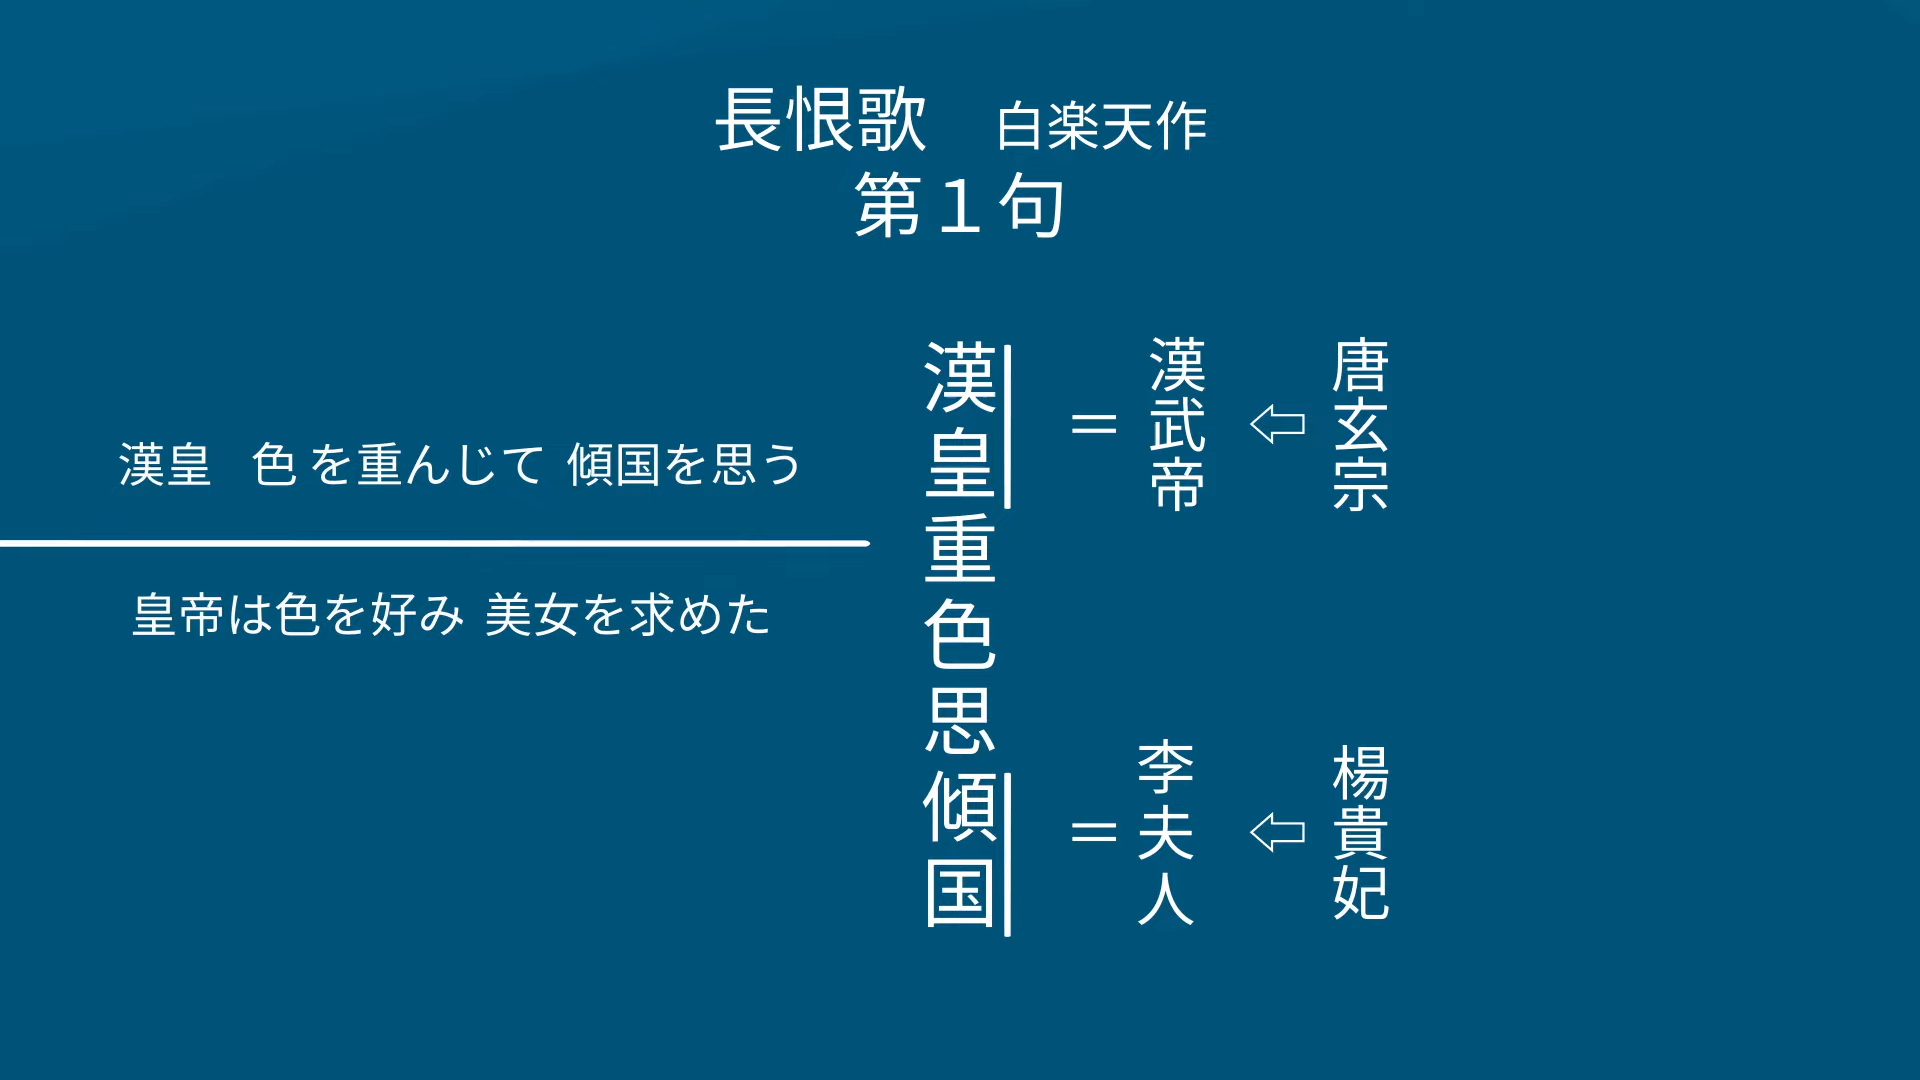 長恨歌　白楽天作
第１句
漢皇重色思傾国
＝ 漢武帝 ⇦ 唐玄宗
＝ 李夫人 ⇦ 楊貴妃
漢皇　色を重んじて 傾国を思う
皇帝は色を好み 美女を求めた